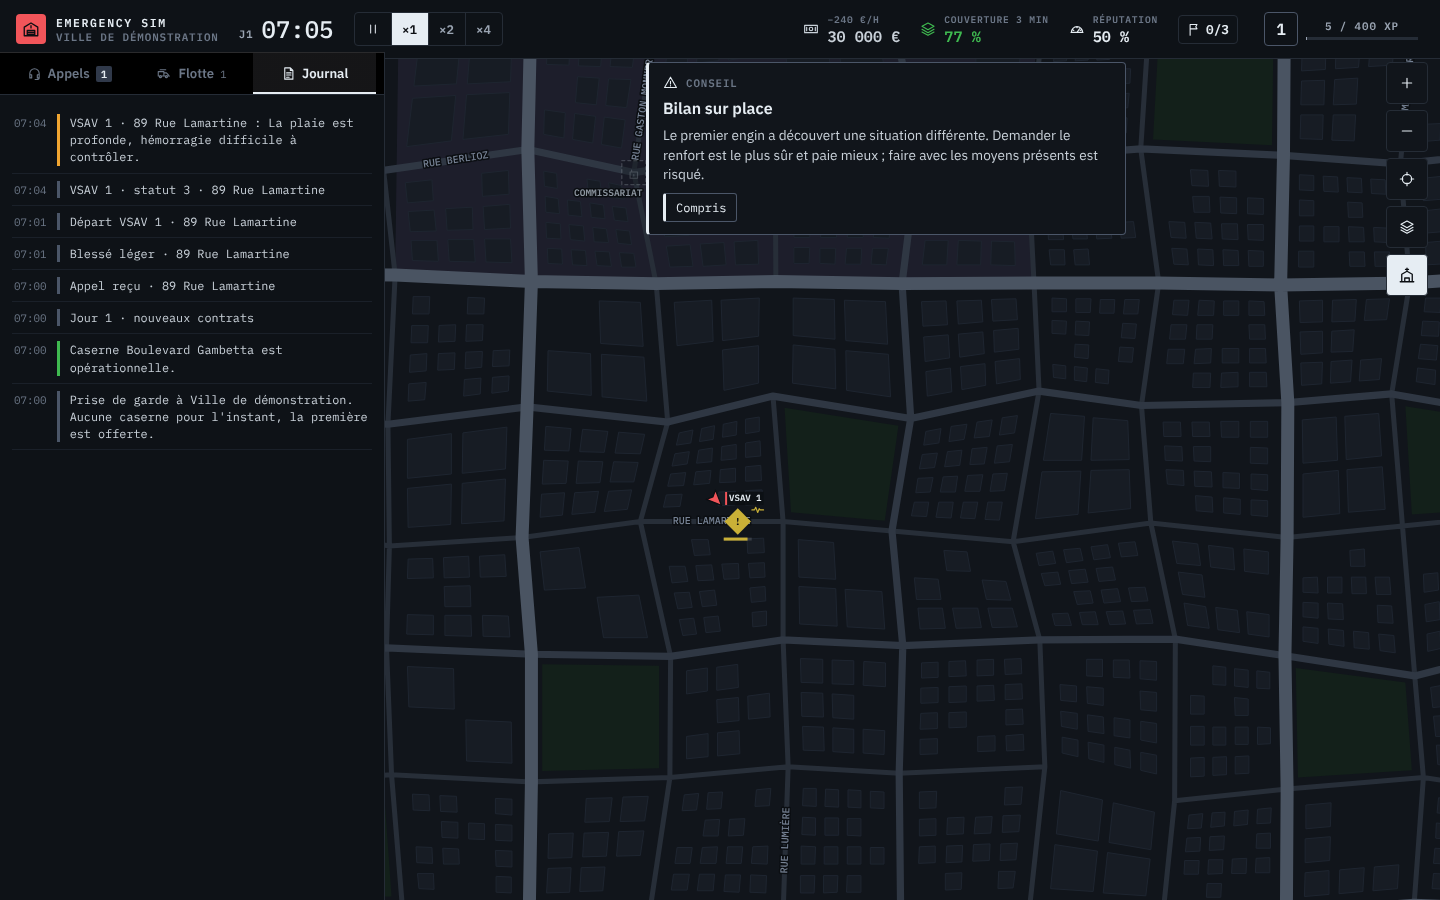 EMERGENCY SIM
VILLE DE DÉMONSTRATION
J1 07:05
×1 ×2 ×4
−240 €/H
30 000 €
COUVERTURE 3 MIN
77 %
RÉPUTATION
50 %
0/3
1
5 / 400 XP
Appels 1
Flotte 1
Journal
07:04 VSAV 1 · 89 Rue Lamartine : La plaie est
profonde, hémorragie difficile à
contrôler.
07:04 VSAV 1 · statut 3 · 89 Rue Lamartine
07:01 Départ VSAV 1 · 89 Rue Lamartine
07:01 Blessé léger · 89 Rue Lamartine
07:00 Appel reçu · 89 Rue Lamartine
07:00 Jour 1 · nouveaux contrats
07:00 Caserne Boulevard Gambetta est
opérationnelle.
07:00 Prise de garde à Ville de démonstration.
Aucune caserne pour l'instant, la première
est offerte.
CONSEIL
Bilan sur place
Le premier engin a découvert une situation différente. Demander le
renfort est le plus sûr et paie mieux ; faire avec les moyens présents est
risqué.
Compris
RUE BERLIOZ
RUE GASTON
COMMISSARIAT
VSAV 1
RUE LAMAR
RUE LUMIÈRE